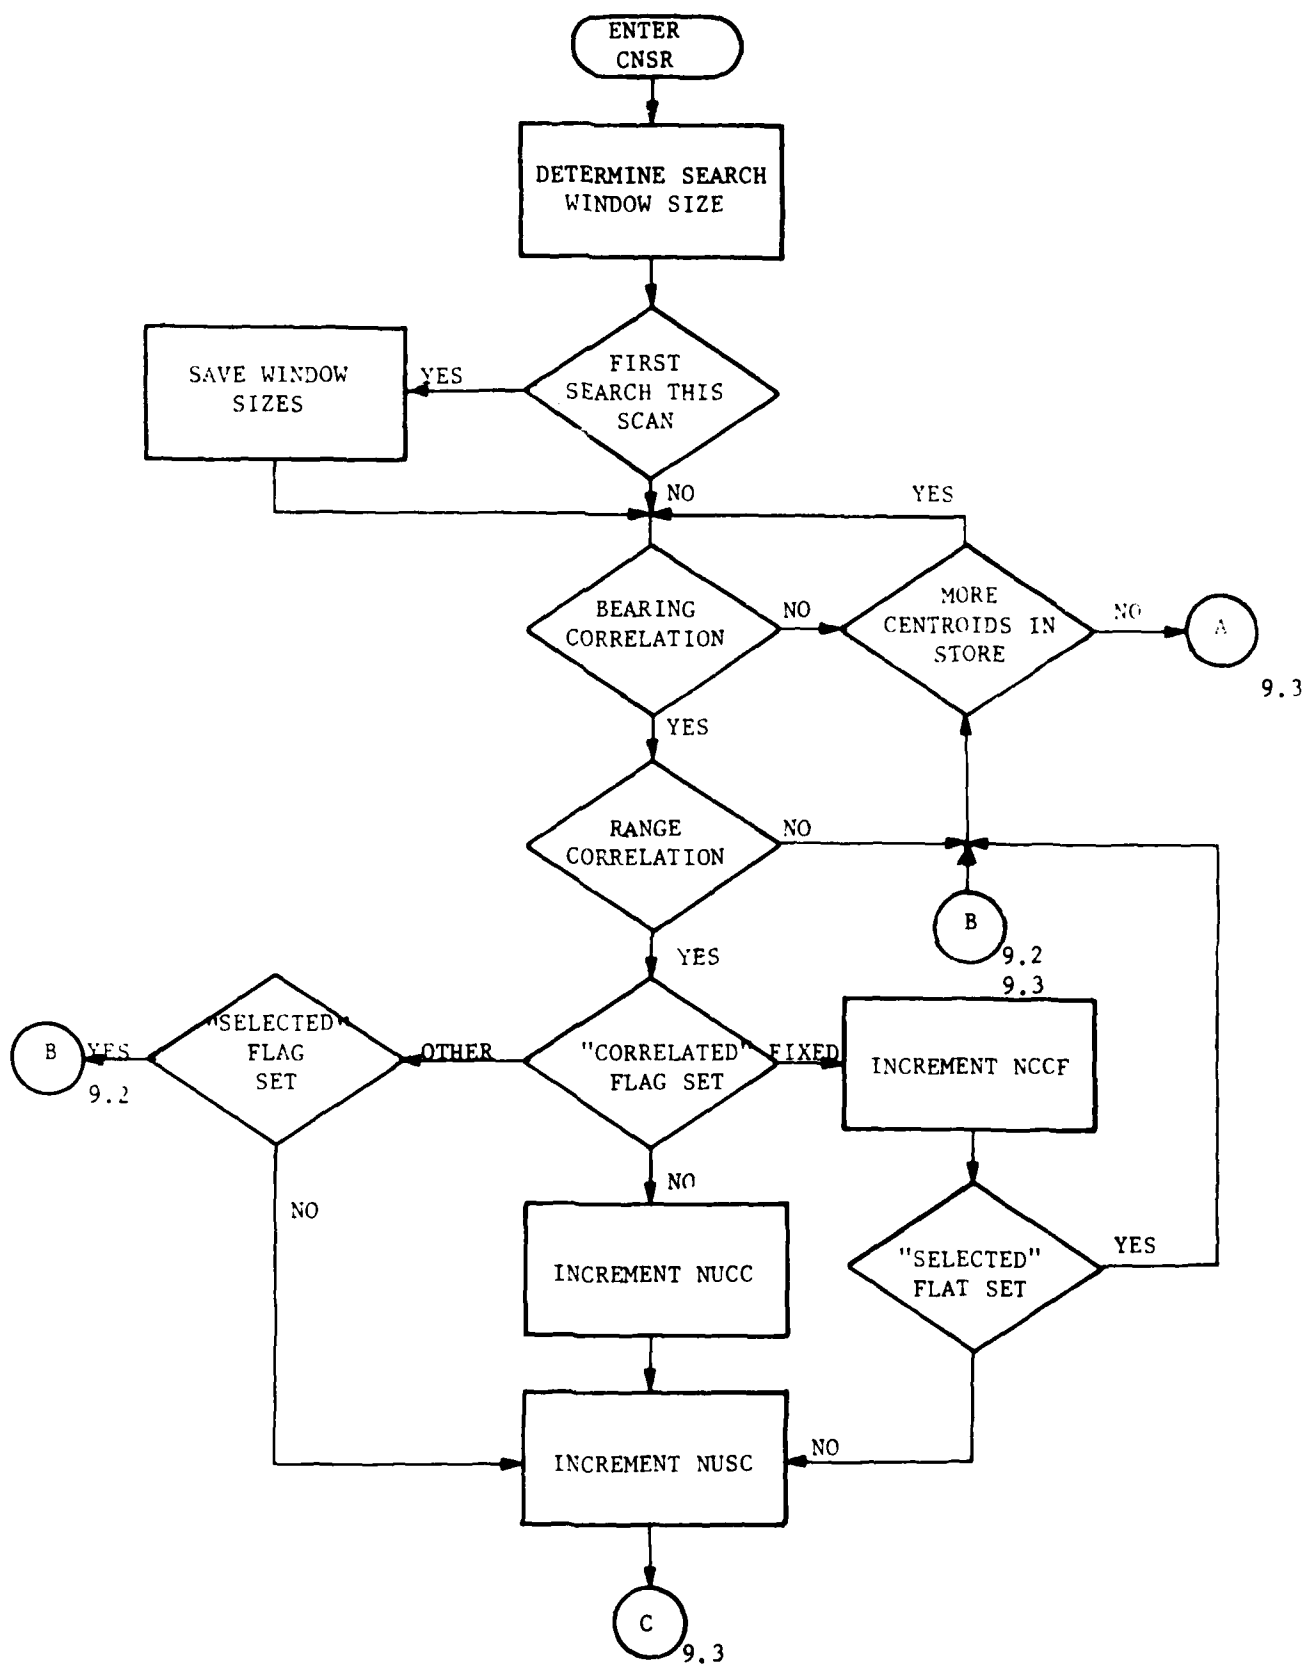 ENTER
CNSR
DETERMINE SEARCH
WINDOW SIZE
FIRST
SEARCH THIS
SCAN
YES
SAVE WINDOW
SIZES
NO
YES
BEARING
CORRELATION
NO
MORE
CENTROIDS IN
STORE
NO
A
9.3
YES
RANGE
CORRELATION
NO
B
9.2
9.3
YES
"CORRELATED"
FLAG SET
OTHER
FIXED
"SELECTED"
FLAG
SET
YES
B
9.2
INCREMENT NCCF
NO
NO
INCREMENT NUCC
"SELECTED"
FLAT SET
YES
NO
INCREMENT NUSC
C
9.3